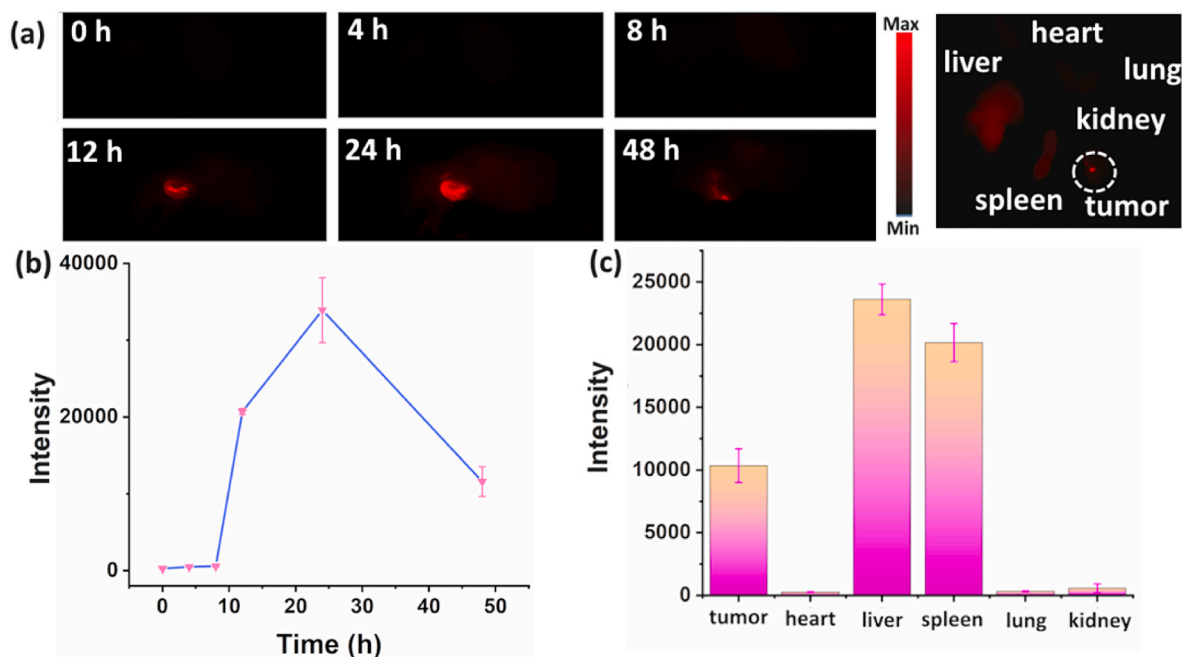 (a)
0 h
4 h
8 h
12 h
24 h
48 h
Max
Min
heart
liver
lung
kidney
spleen
tumor
(b)
40000
20000
0
Intensity
0
10
20
30
40
50
Time (h)
(c)
25000
20000
15000
10000
5000
0
Intensity
tumor
heart
liver
spleen
lung
kidney